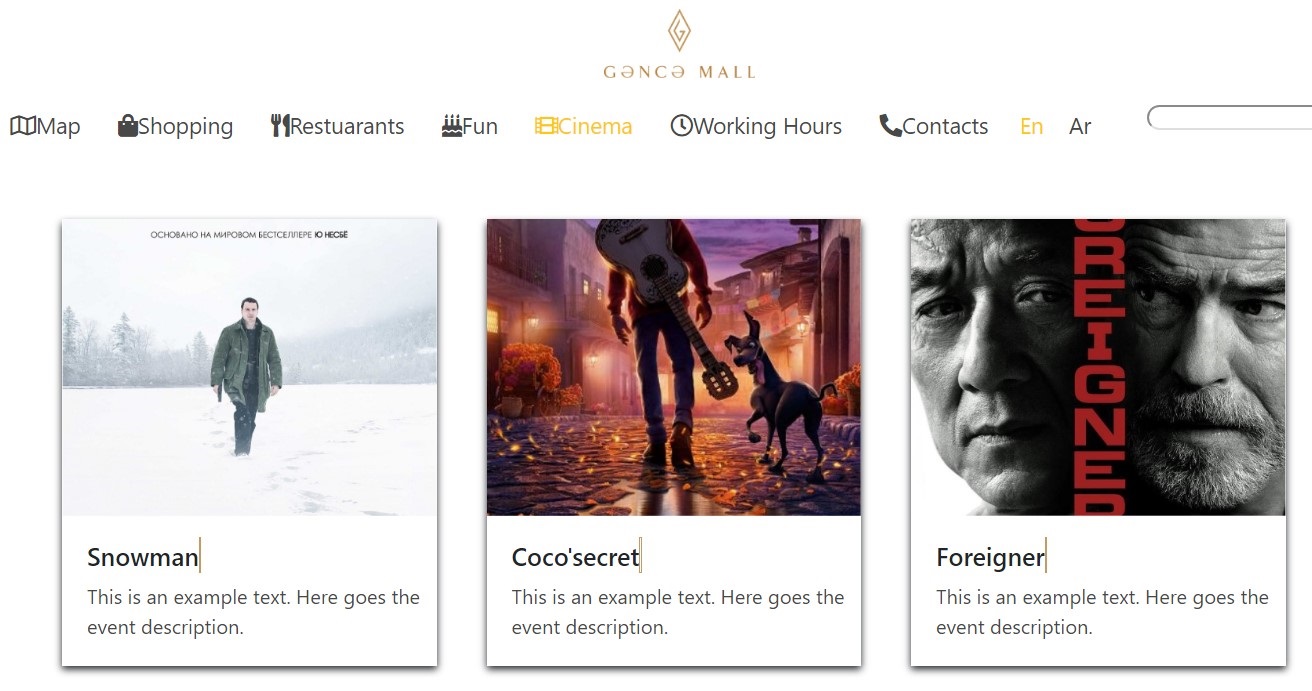 GƏNCƏ MALL
Map Shopping Restuarants Fun Cinema Working Hours Contacts En Ar
ОСНОВАНО НА МИРОВОМ БЕСТСЕЛЛЕРЕ Ю НЕСБЁ
OREIGNER
Snowman
This is an example text. Here goes the
event description.
Coco'secret
This is an example text. Here goes the
event description.
Foreigner
This is an example text. Here goes the
event description.